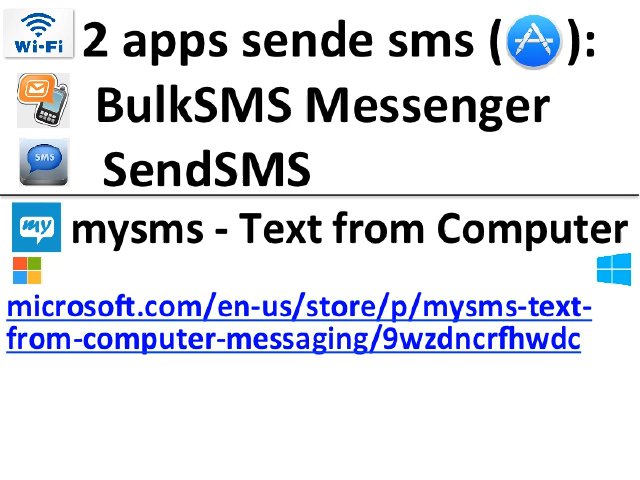 Wi-Fi
2 apps sende sms ( ):
BulkSMS Messenger
SMS
SendSMS
my
mysms - Text from Computer
microsoft.com/en-us/store/p/mysms-text-
from-computer-messaging/9wzdncrfhwdc